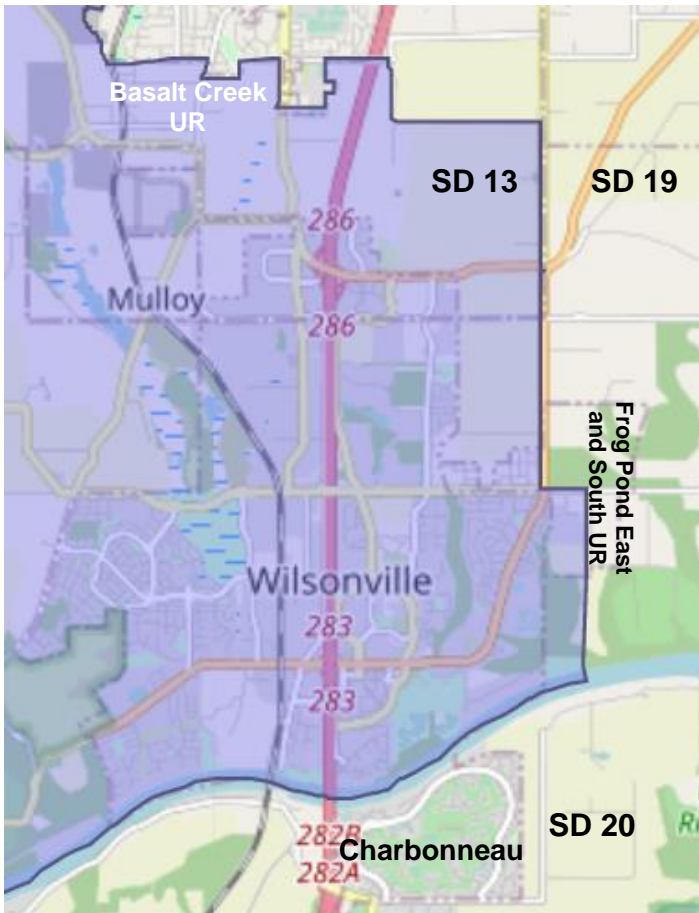 Basalt Creek
UR
SD 13
SD 19
286
Mulloy
286
Frog Pond East
and South UR
Wilsonville
283
283
SD 20
282B
Charbonneau
282A